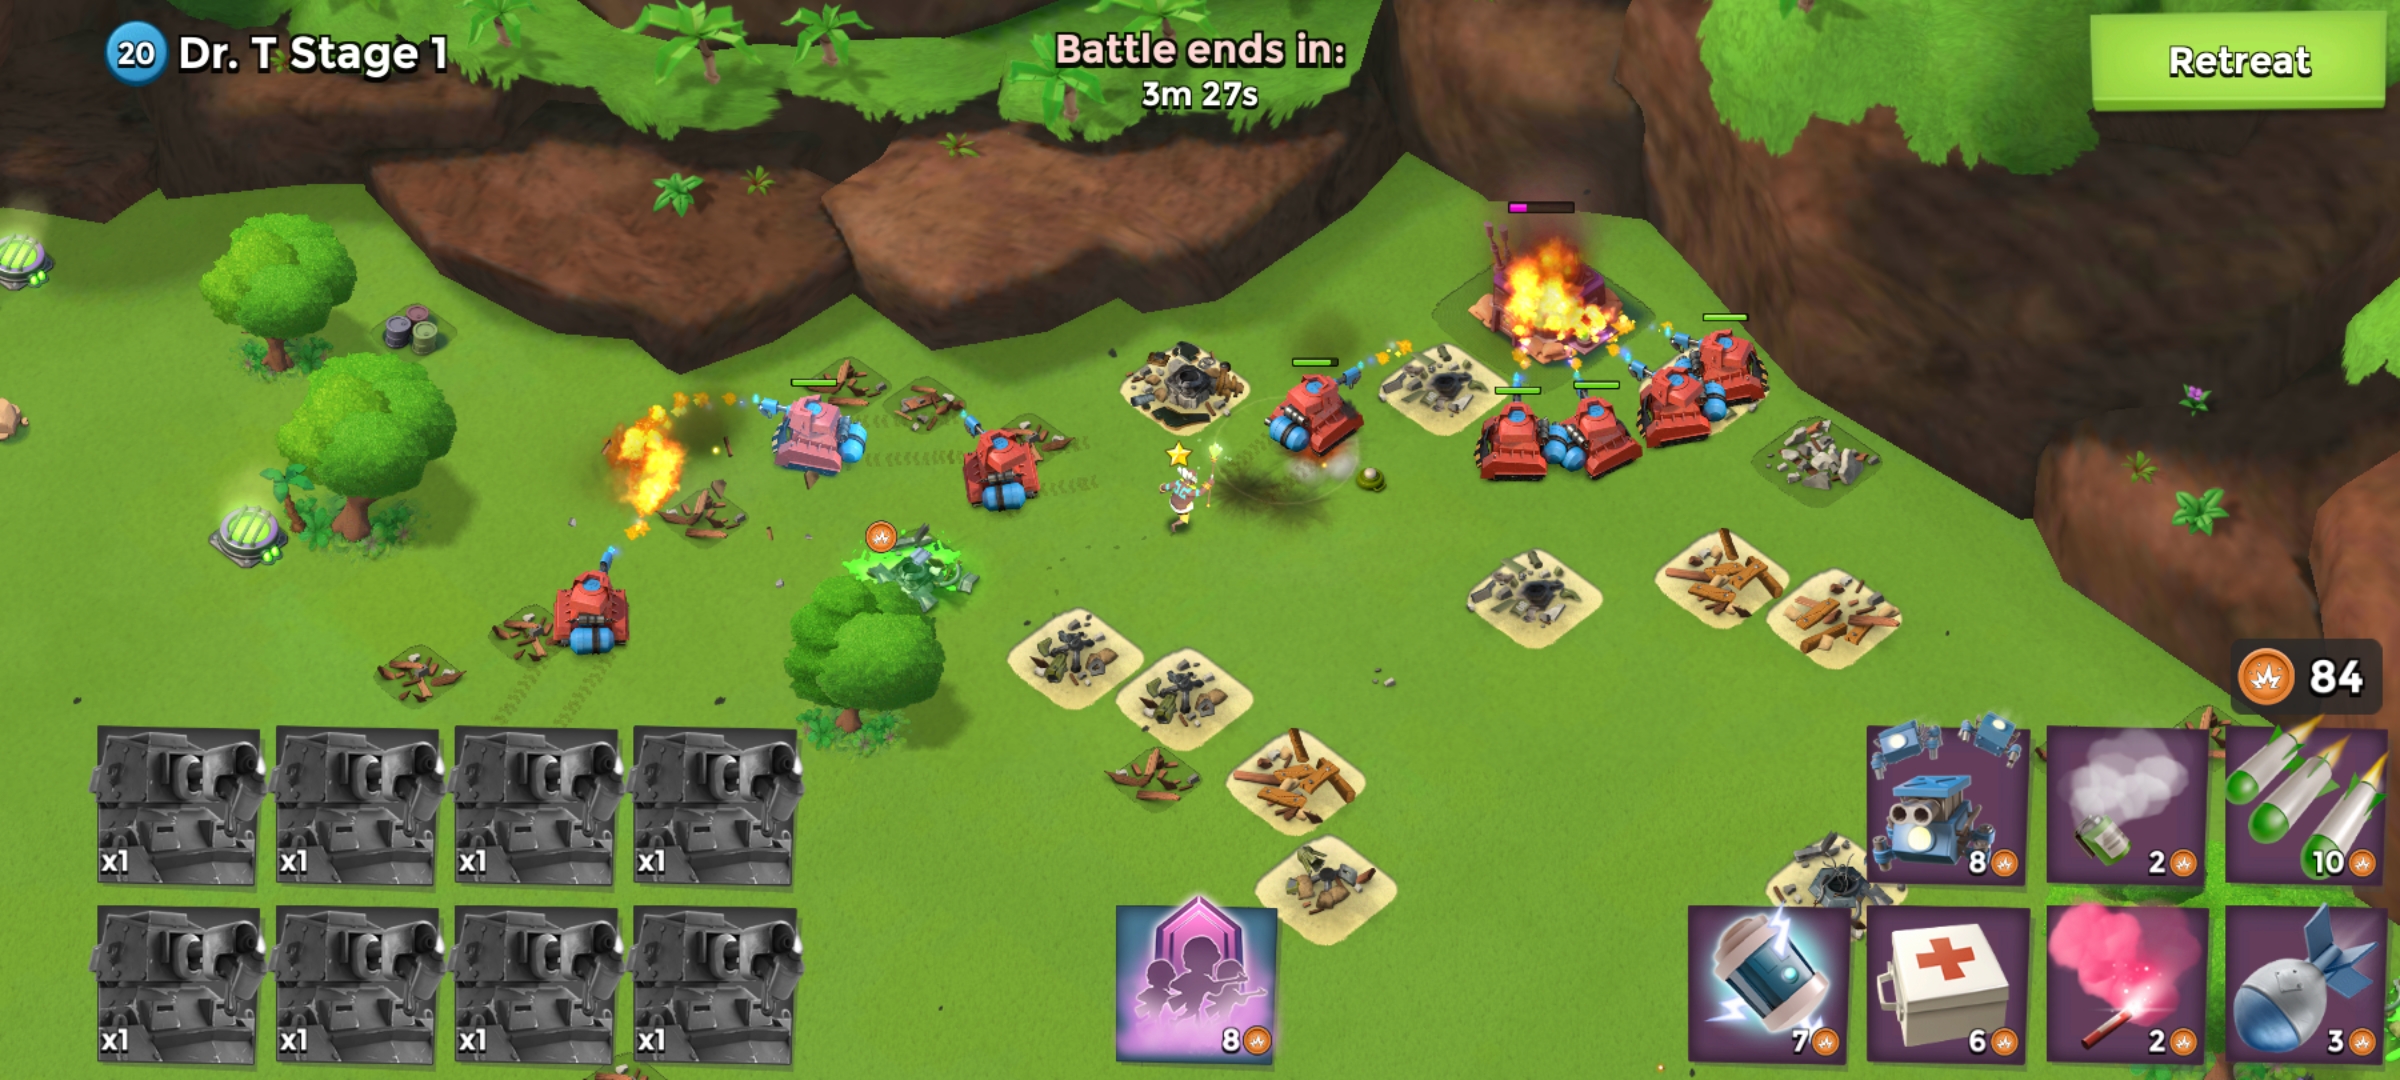 20 Dr. T Stage 1
Battle ends in:
3m 27s
Retreat
84
8
2
10
x1
x1
x1
x1
x1
x1
x1
x1
8
7
6
2
3